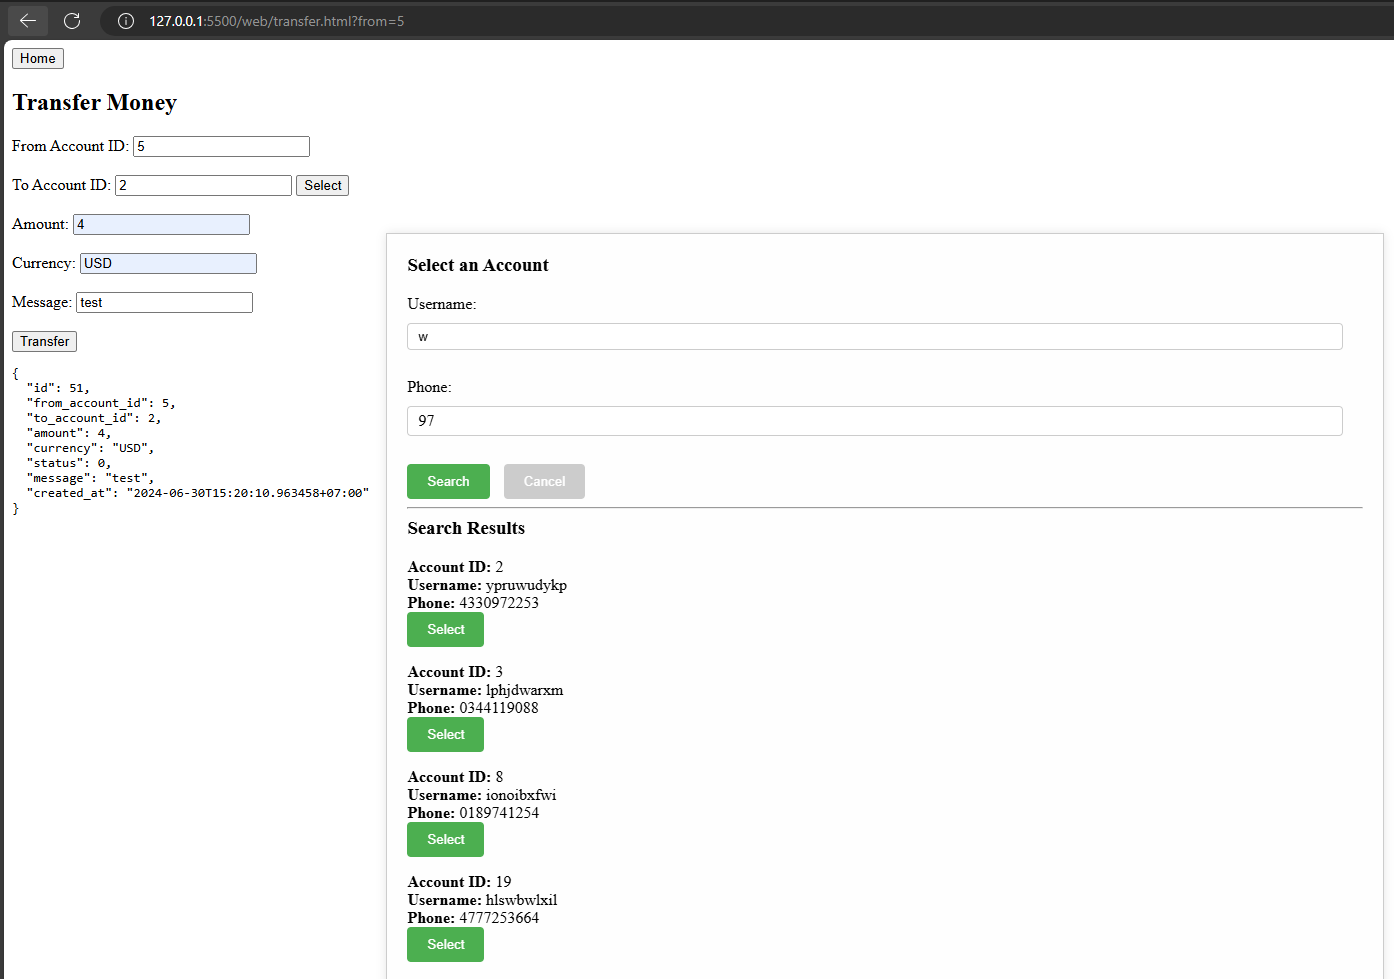 127.0.0.1:5500/web/transfer.html?from=5
Home
Transfer Money
From Account ID: 5
To Account ID: 2 Select
Amount: 4
Currency: USD
Message: test
Transfer
{
  "id": 51,
  "from_account_id": 5,
  "to_account_id": 2,
  "amount": 4,
  "currency": "USD",
  "status": 0,
  "message": "test",
  "created_at": "2024-06-30T15:20:10.963458+07:00"
}
Select an Account
Username:
w
Phone:
97
Search Cancel
Search Results
Account ID: 2
Username: ypruwudykp
Phone: 4330972253
Select
Account ID: 3
Username: lphjdwarxm
Phone: 0344119088
Select
Account ID: 8
Username: ionoibxfwi
Phone: 0189741254
Select
Account ID: 19
Username: hlswbwlxil
Phone: 4777253664
Select